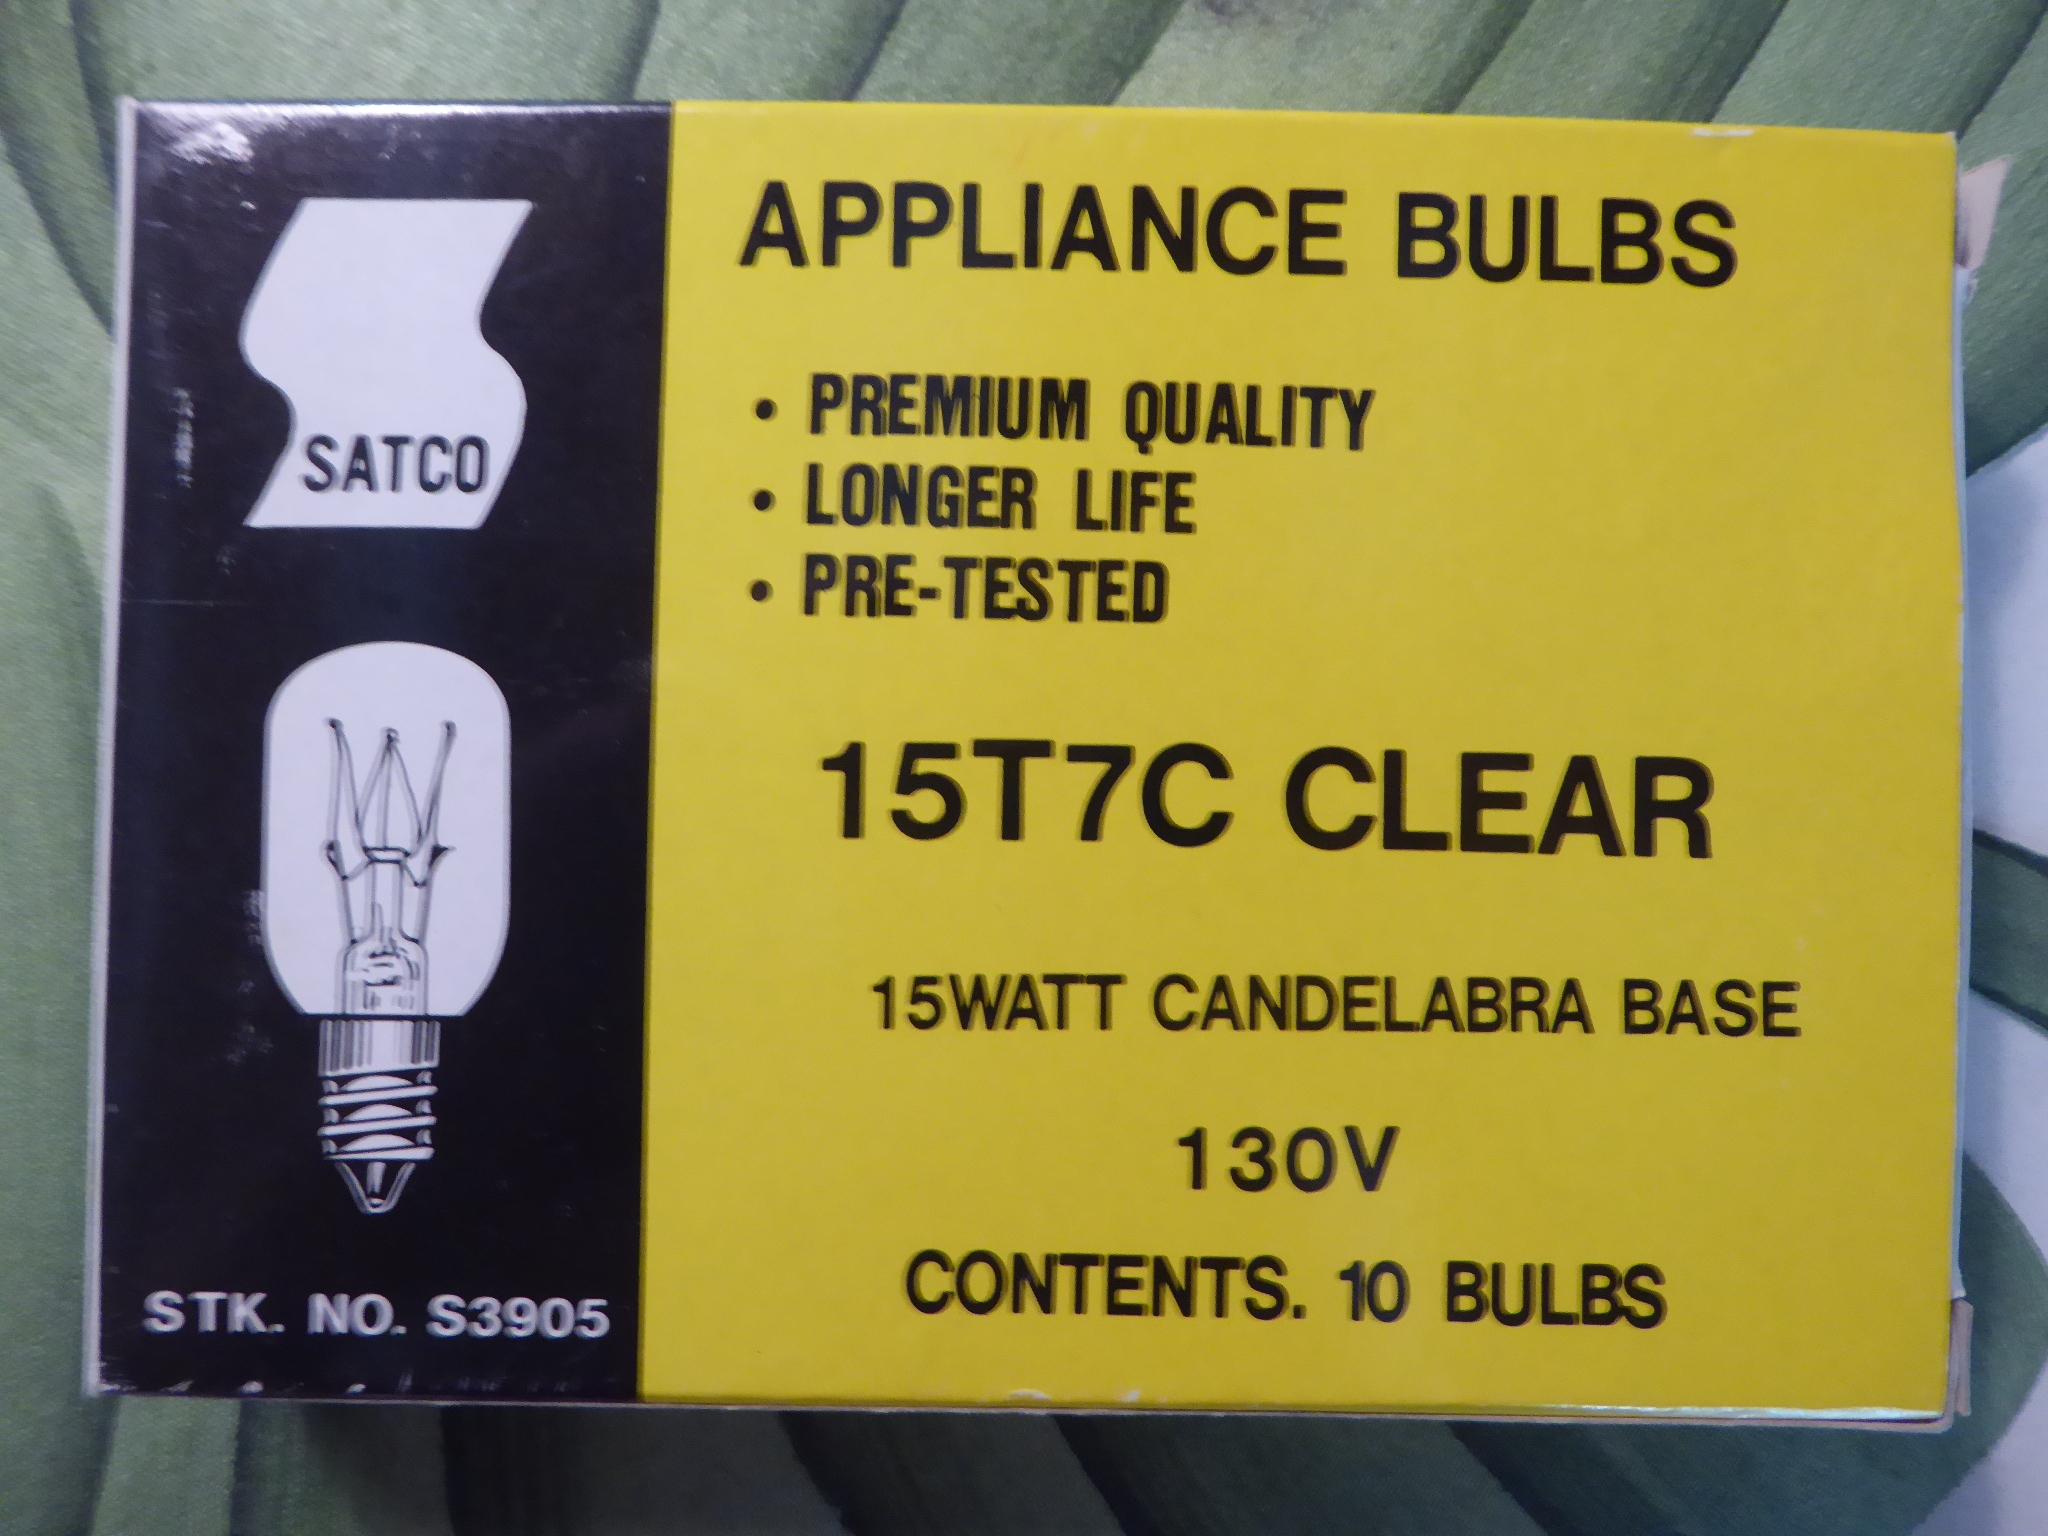 SATCO
STK. NO. S3905
APPLIANCE BULBS
• PREMIUM QUALITY
• LONGER LIFE
• PRE-TESTED
15T7C CLEAR
15WATT CANDELABRA BASE
130V
CONTENTS. 10 BULBS